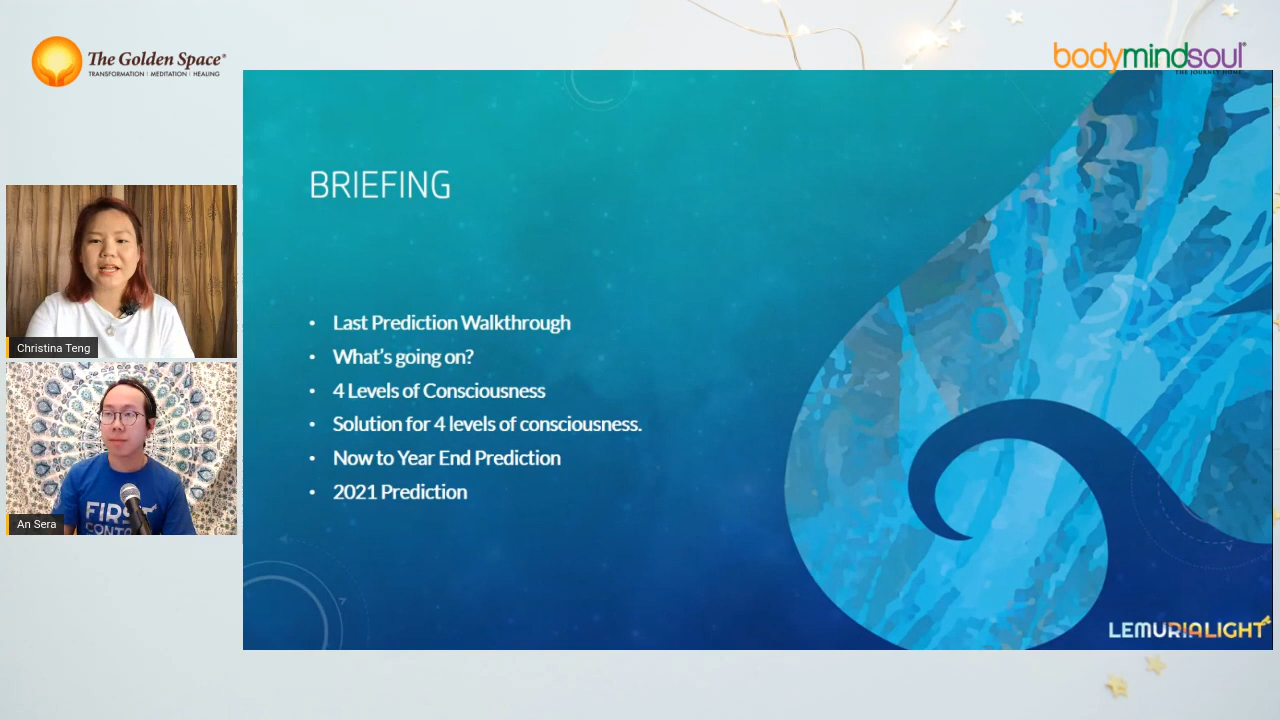 The Golden Space®
TRANSFORMATION | MEDITATION | HEALING
bodymindsoul®
THE JOURNEY HOME
BRIEFING
Christina Teng
An Sera
FIRST
CONTA
• Last Prediction Walkthrough
• What's going on?
• 4 Levels of Consciousness
• Solution for 4 levels of consciousness.
• Now to Year End Prediction
• 2021 Prediction
LEMURIALIGHT